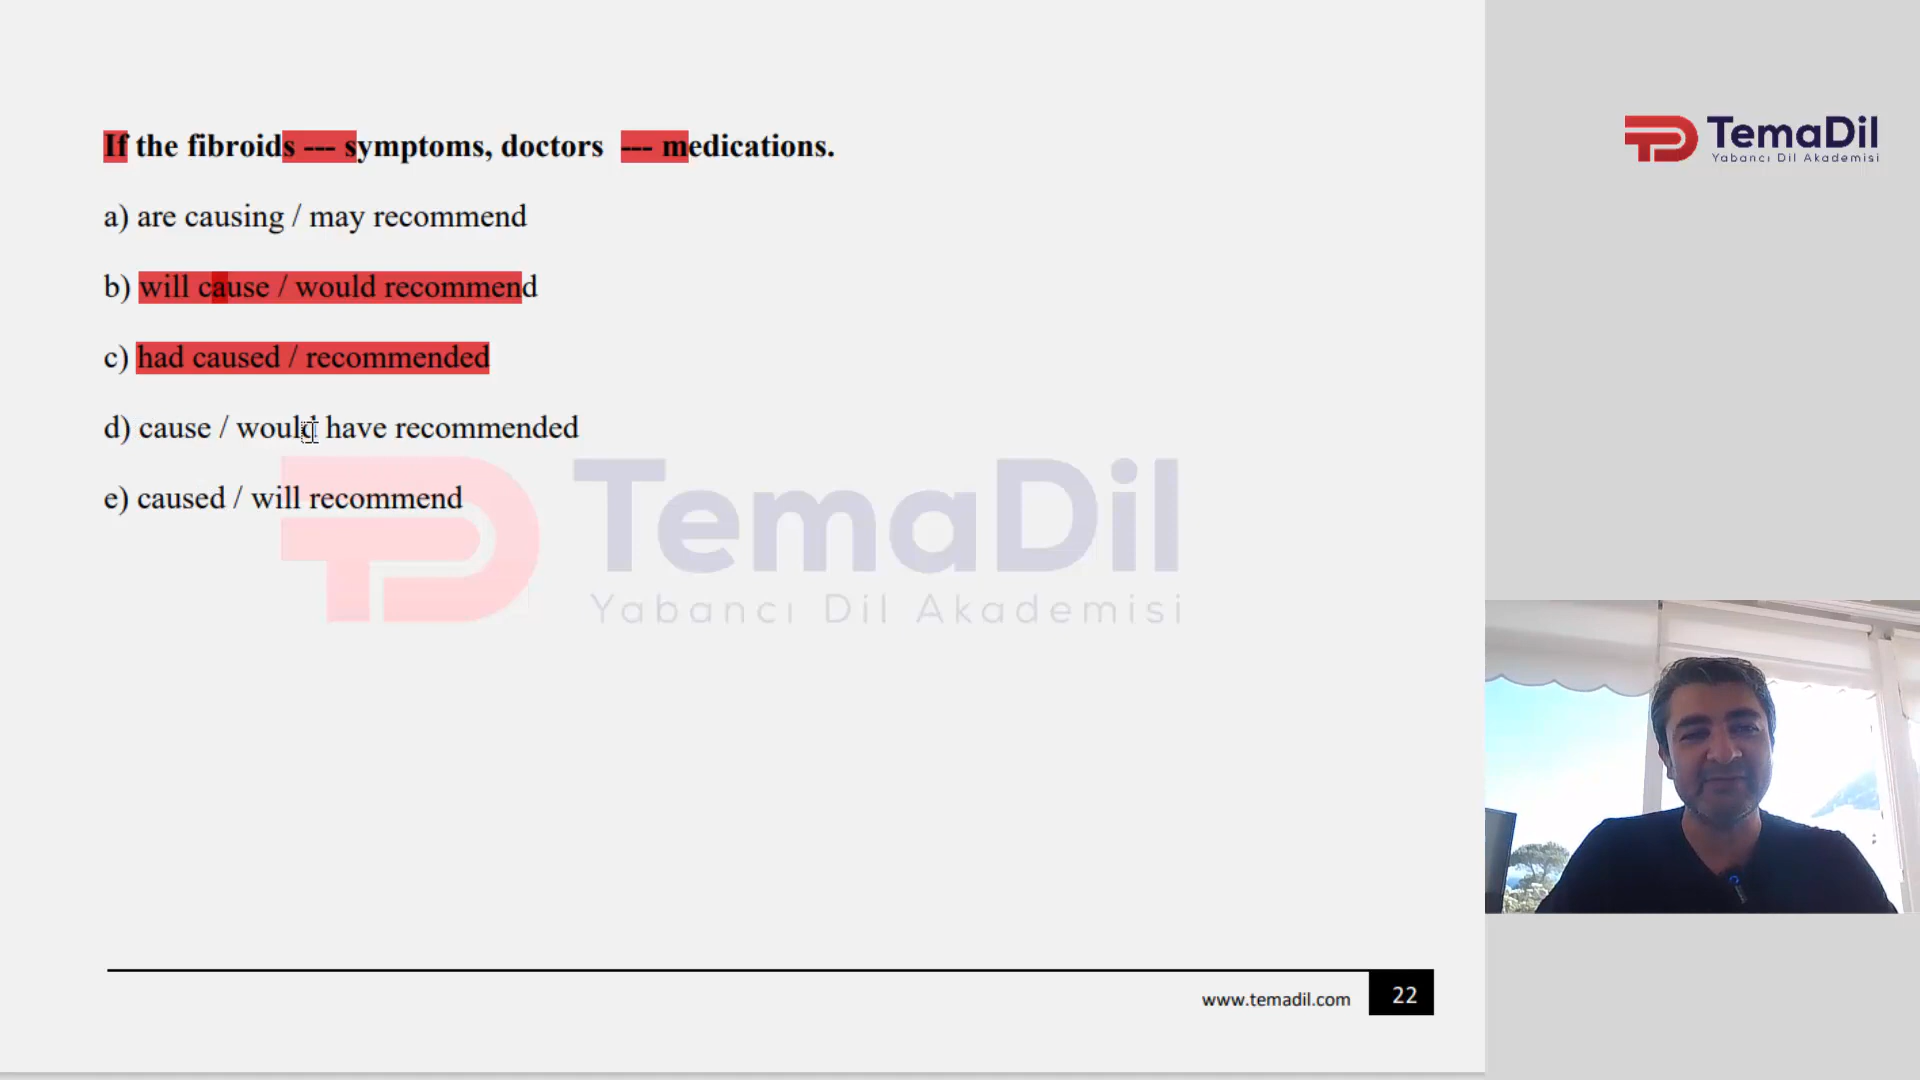 If the fibroids --- symptoms, doctors --- medications.
a) are causing / may recommend
b) will cause / would recommend
c) had caused / recommended
d) cause / would have recommended
e) caused / will recommend
TemaDil
Yabancı Dil Akademisi
www.temadil.com
22
TemaDil
Yabancı Dil Akademisi